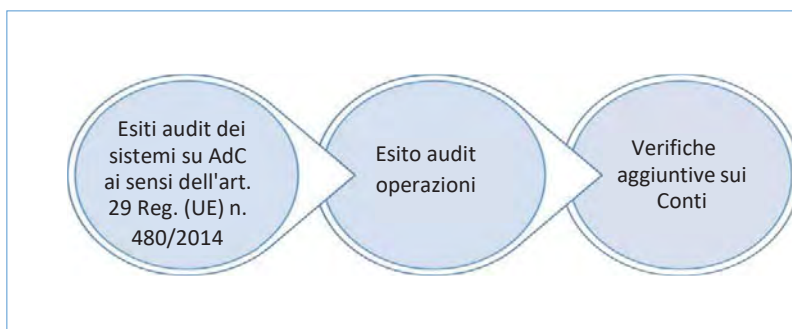 Esiti audit dei
sistemi su AdC
ai sensi dell'art.
29 Reg. (UE) n.
480/2014
Esito audit
operazioni
Verifiche
aggiuntive sui
Conti